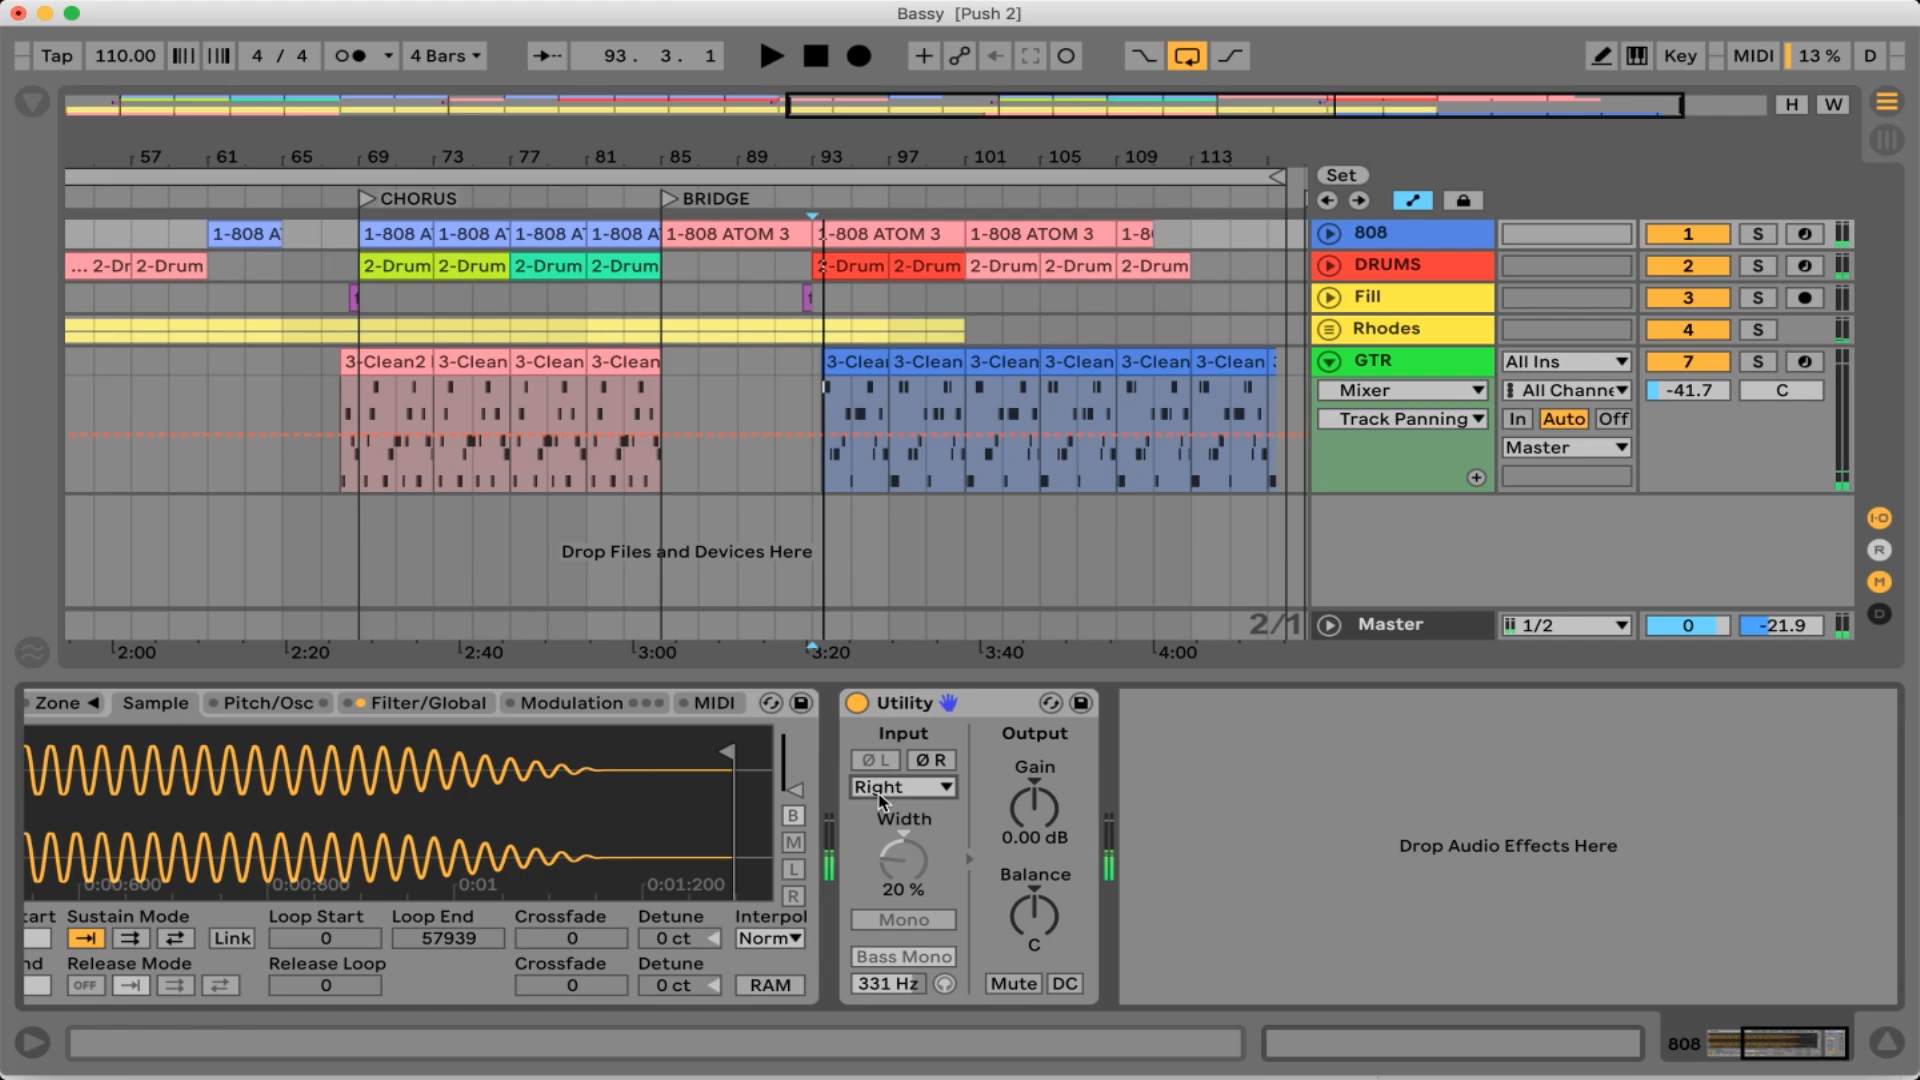 Bassy [Push 2]
Tap 110.00 4 / 4 4 Bars 93. 3. 1 Key MIDI 13 % D
H W
57 61 65 69 73 77 81 85 89 93 97 101 105 109 113
Set
CHORUS BRIDGE
1-808 A 1-808 A 1-808 A 1-808 A 1-808 A 1-808 ATOM 3 1-808 ATOM 3 1-808 ATOM 3 1-8 808 1 S
... 2-Dr 2-Drum 2-Drum 2-Drum 2-Drum 2-Drum 2-Drum 2-Drum 2-Drum 2-Drum 2-Drum DRUMS 2 S
f f Fill 3 S
Rhodes 4 S
3-Clean2 3-Clean 3-Clean 3-Clean 3-Clea 3-Clean 3-Clean 3-Clean 3-Clean 3-Clean GTR All Ins 7 S
Mixer All Channe -41.7 C
Track Panning In Auto Off
Master
I-O
R
M
D
Drop Files and Devices Here
2/1 Master 1/2 0 -21.9
2:00 2:20 2:40 3:00 3:20 3:40 4:00
Zone Sample Pitch/Osc Filter/Global Modulation MIDI Utility
Input Output
Ø L Ø R Gain
Right
Width
0.00 dB
B
M
L
R
Drop Audio Effects Here
Balance
0:00:600 0:00:800 0:01 0:01:200 20 %
tart Sustain Mode Loop Start Loop End Crossfade Detune Interpol Mono
Link 0 57939 0 0 ct Norm C
nd Release Mode Release Loop Crossfade Detune Bass Mono
OFF 0 0 0 ct RAM 331 Hz Mute DC
808